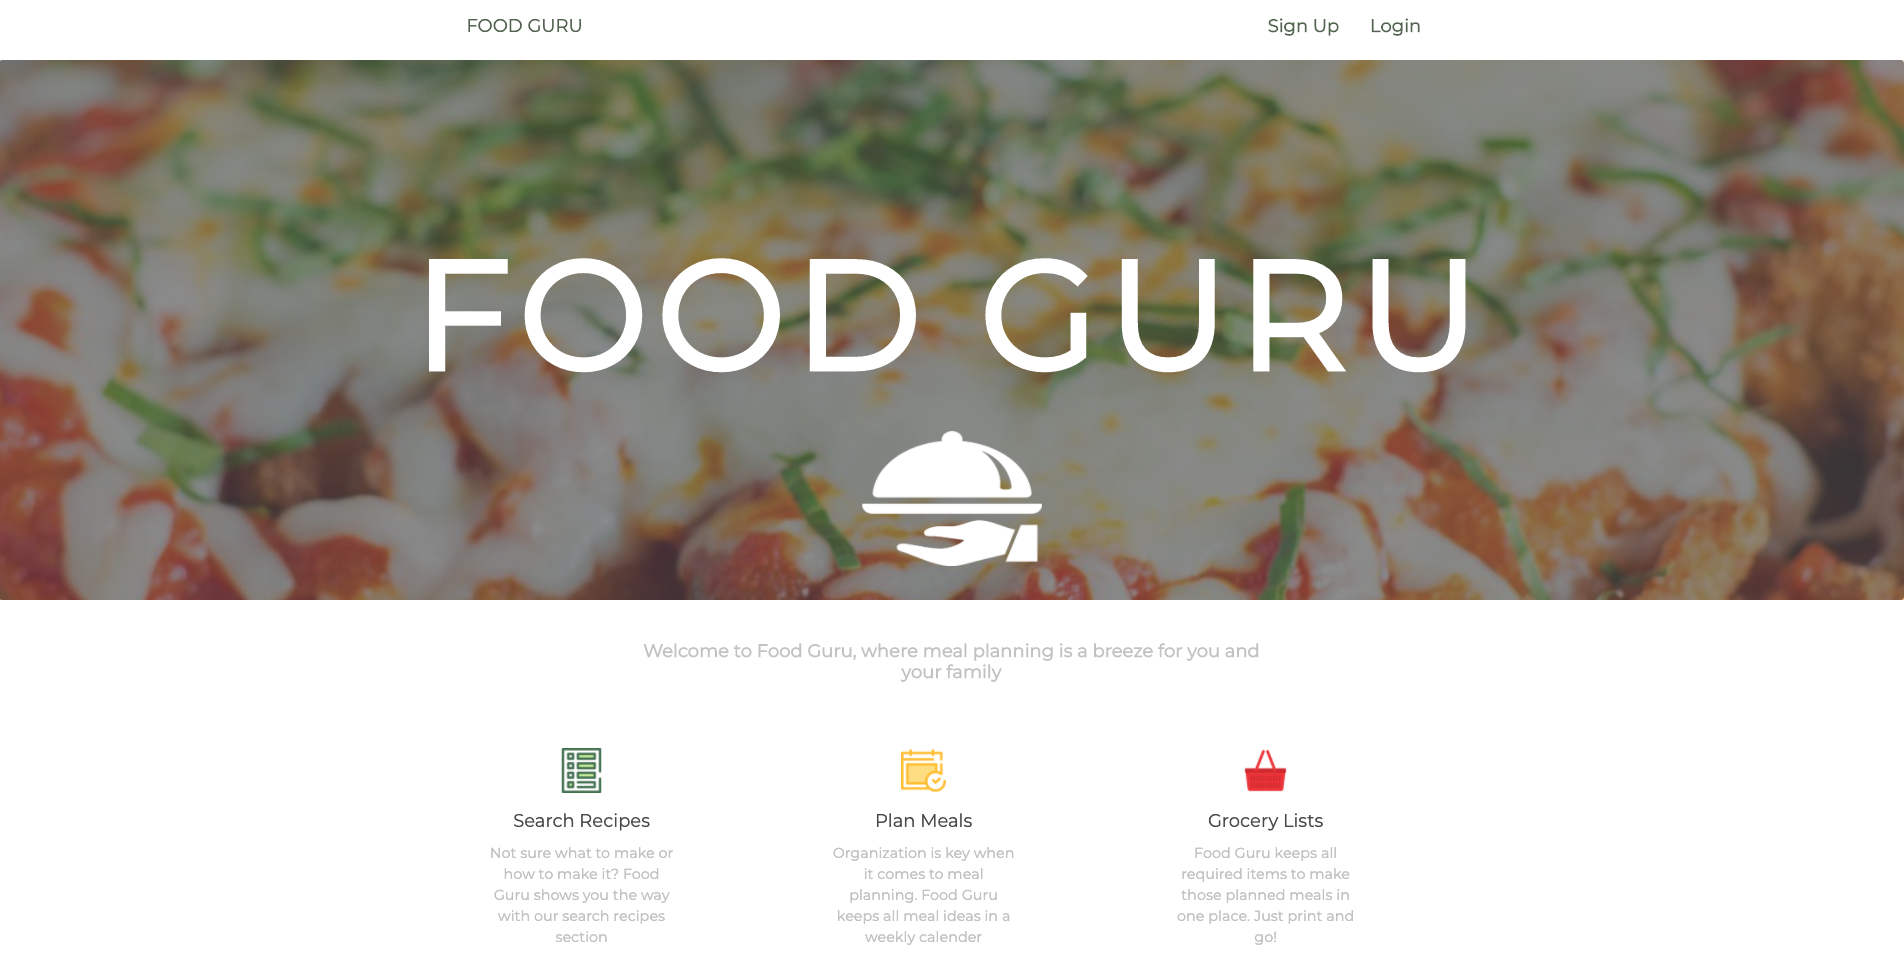 FOOD GURU
Sign Up
Login
FOOD GURU
Welcome to Food Guru, where meal planning is a breeze for you and
your family
Search Recipes
Not sure what to make or
how to make it? Food
Guru shows you the way
with our search recipes
section
Plan Meals
Organization is key when
it comes to meal
planning. Food Guru
keeps all meal ideas in a
weekly calender
Grocery Lists
Food Guru keeps all
required items to make
those planned meals in
one place. Just print and
go!